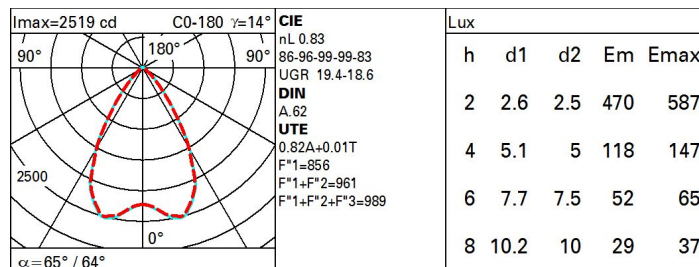 Imax=2519 cd C0-180 γ=14°
90° 180° 90°
2500
0°
α=65° / 64°
CIE
nL 0.83
86-96-99-99-83
UGR 19.4-18.6
DIN
A.62
UTE
0.82A+0.01T
F"1=856
F"1+F"2=961
F"1+F"2+F"3=989
Lux
h d1 d2 Em Emax
2 2.6 2.5 470 587
4 5.1 5 118 147
6 7.7 7.5 52 65
8 10.2 10 29 37